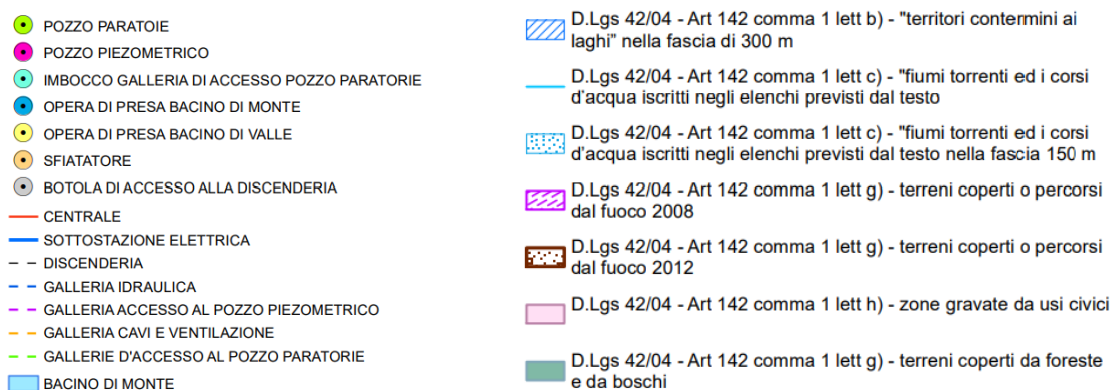 POZZO PARATOIE
POZZO PIEZOMETRICO
IMBOCCO GALLERIA DI ACCESSO POZZO PARATORIE
OPERA DI PRESA BACINO DI MONTE
OPERA DI PRESA BACINO DI VALLE
SFIATATORE
BOTOLA DI ACCESSO ALLA DISCENDERIA
CENTRALE
SOTTOSTAZIONE ELETTRICA
DISCENDERIA
GALLERIA IDRAULICA
GALLERIA ACCESSO AL POZZO PIEZOMETRICO
GALLERIA CAVI E VENTILAZIONE
GALLERIE D'ACCESSO AL POZZO PARATORIE
BACINO DI MONTE
D.Lgs 42/04 - Art 142 comma 1 lett b) - "territori contermini ai
laghi" nella fascia di 300 m
D.Lgs 42/04 - Art 142 comma 1 lett c) - "fiumi torrenti ed i corsi
d'acqua iscritti negli elenchi previsti dal testo
D.Lgs 42/04 - Art 142 comma 1 lett c) - "fiumi torrenti ed i corsi
d'acqua iscritti negli elenchi previsti dal testo nella fascia 150 m
D.Lgs 42/04 - Art 142 comma 1 lett g) - terreni coperti o percorsi
dal fuoco 2008
D.Lgs 42/04 - Art 142 comma 1 lett g) - terreni coperti o percorsi
dal fuoco 2012
D.Lgs 42/04 - Art 142 comma 1 lett h) - zone gravate da usi civici
D.Lgs 42/04 - Art 142 comma 1 lett g) - terreni coperti da foreste
e da boschi